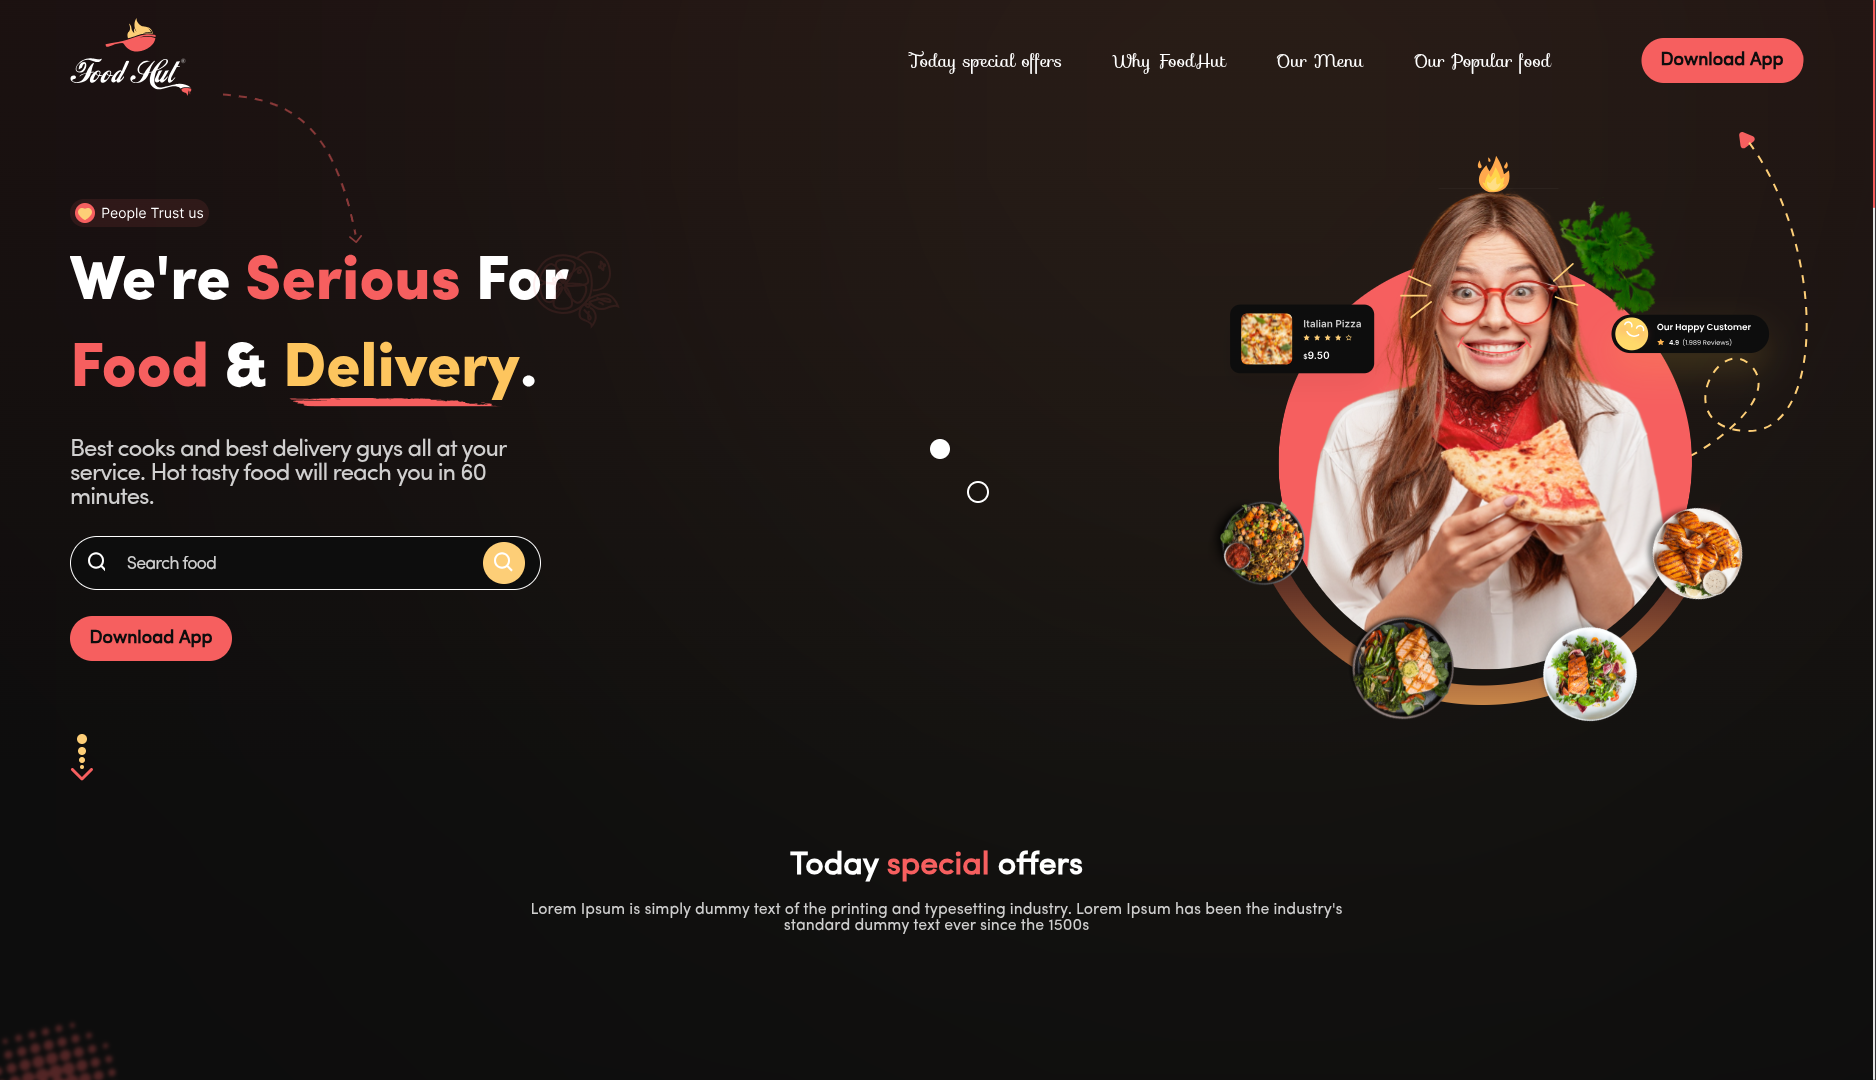 Food Hut
Today special offers
Why FoodHut
Our Menu
Our Popular food
Download App
People Trust us
We're Serious For
Food & Delivery.
Best cooks and best delivery guys all at your
service. Hot tasty food will reach you in 60
minutes.
Search food
Download App
Italian Pizza
$9.50
Our Happy Customer
4.9 (1.989 Reviews)
Today special offers
Lorem Ipsum is simply dummy text of the printing and typesetting industry. Lorem Ipsum has been the industry's
standard dummy text ever since the 1500s